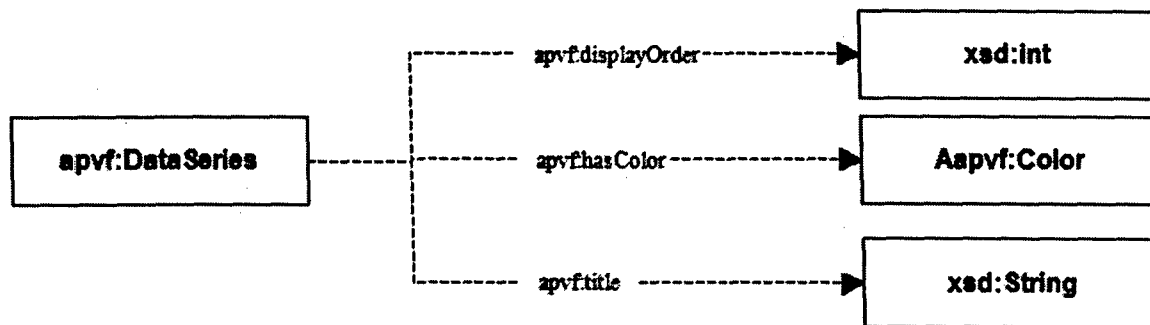 apvf:displayOrder
xsd:int
apvf:DataSeries
apvf:hasColor
Aapvf:Color
apvf:title
xsd:String